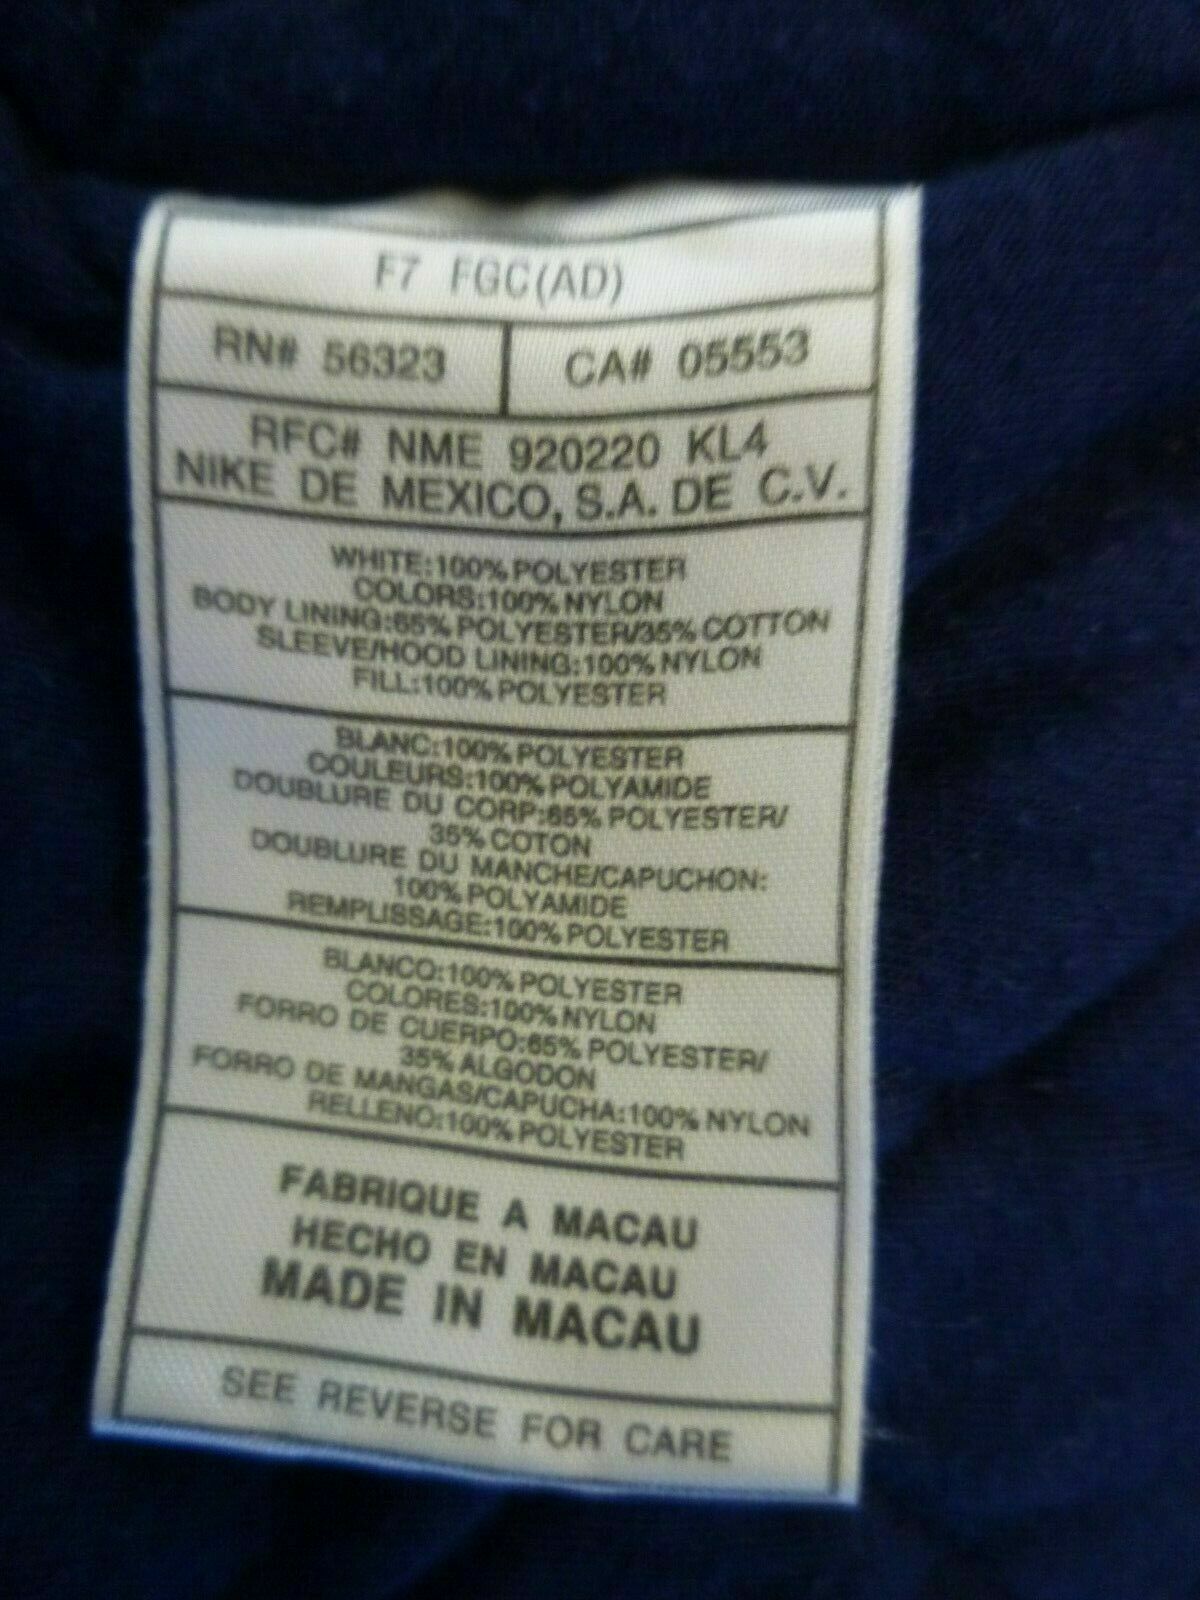 F7 FGC(AD)
RN# 56323
CA# 05553
RFC# NME 920220 KL4
NIKE DE MEXICO, S.A. DE C.V.
WHITE:100% POLYESTER
COLORS:100% NYLON
BODY LINING:65% POLYESTER/35% COTTON
SLEEVE/HOOD LINING:100% NYLON
FILL:100% POLYESTER
BLANC:100% POLYESTER
COULEURS:100% POLYAMIDE
DOUBLURE DU CORP:65% POLYESTER/
35% COTON
DOUBLURE DU MANCHE/CAPUCHON:
100% POLYAMIDE
REMPLISSAGE:100% POLYESTER
BLANCO:100% POLYESTER
COLORES:100% NYLON
FORRO DE CUERPO:65% POLYESTER/
35% ALGODON
FORRO DE MANGAS/CAPUCHA:100% NYLON
RELLENO:100% POLYESTER
FABRIQUE A MACAU
HECHO EN MACAU
MADE IN MACAU
SEE REVERSE FOR CARE